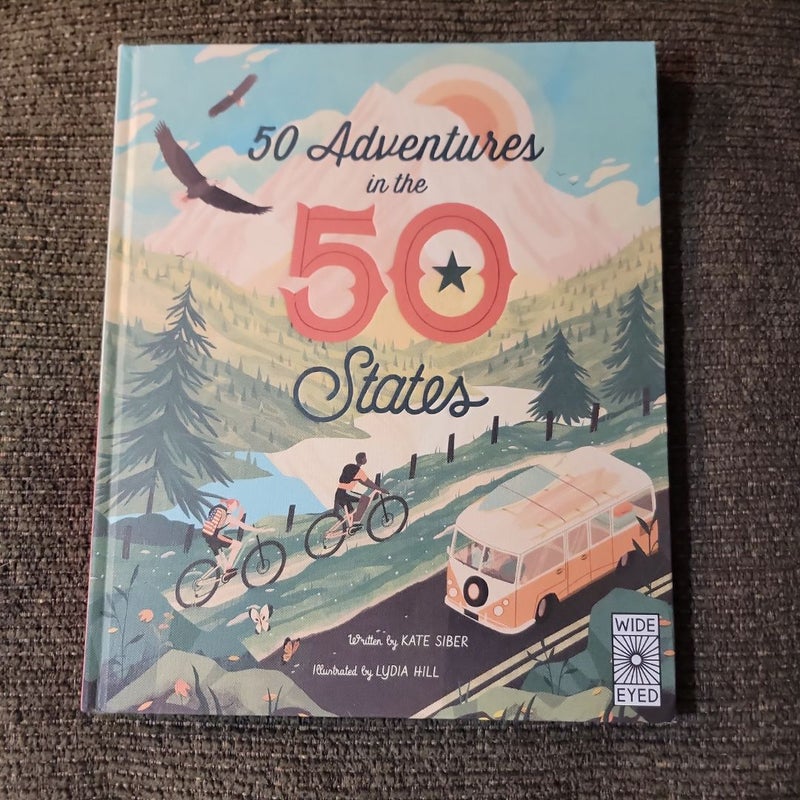 50 Adventures
in the
50
States
Written by KATE SIBER
Illustrated by LYDIA HILL
WIDE
EYED